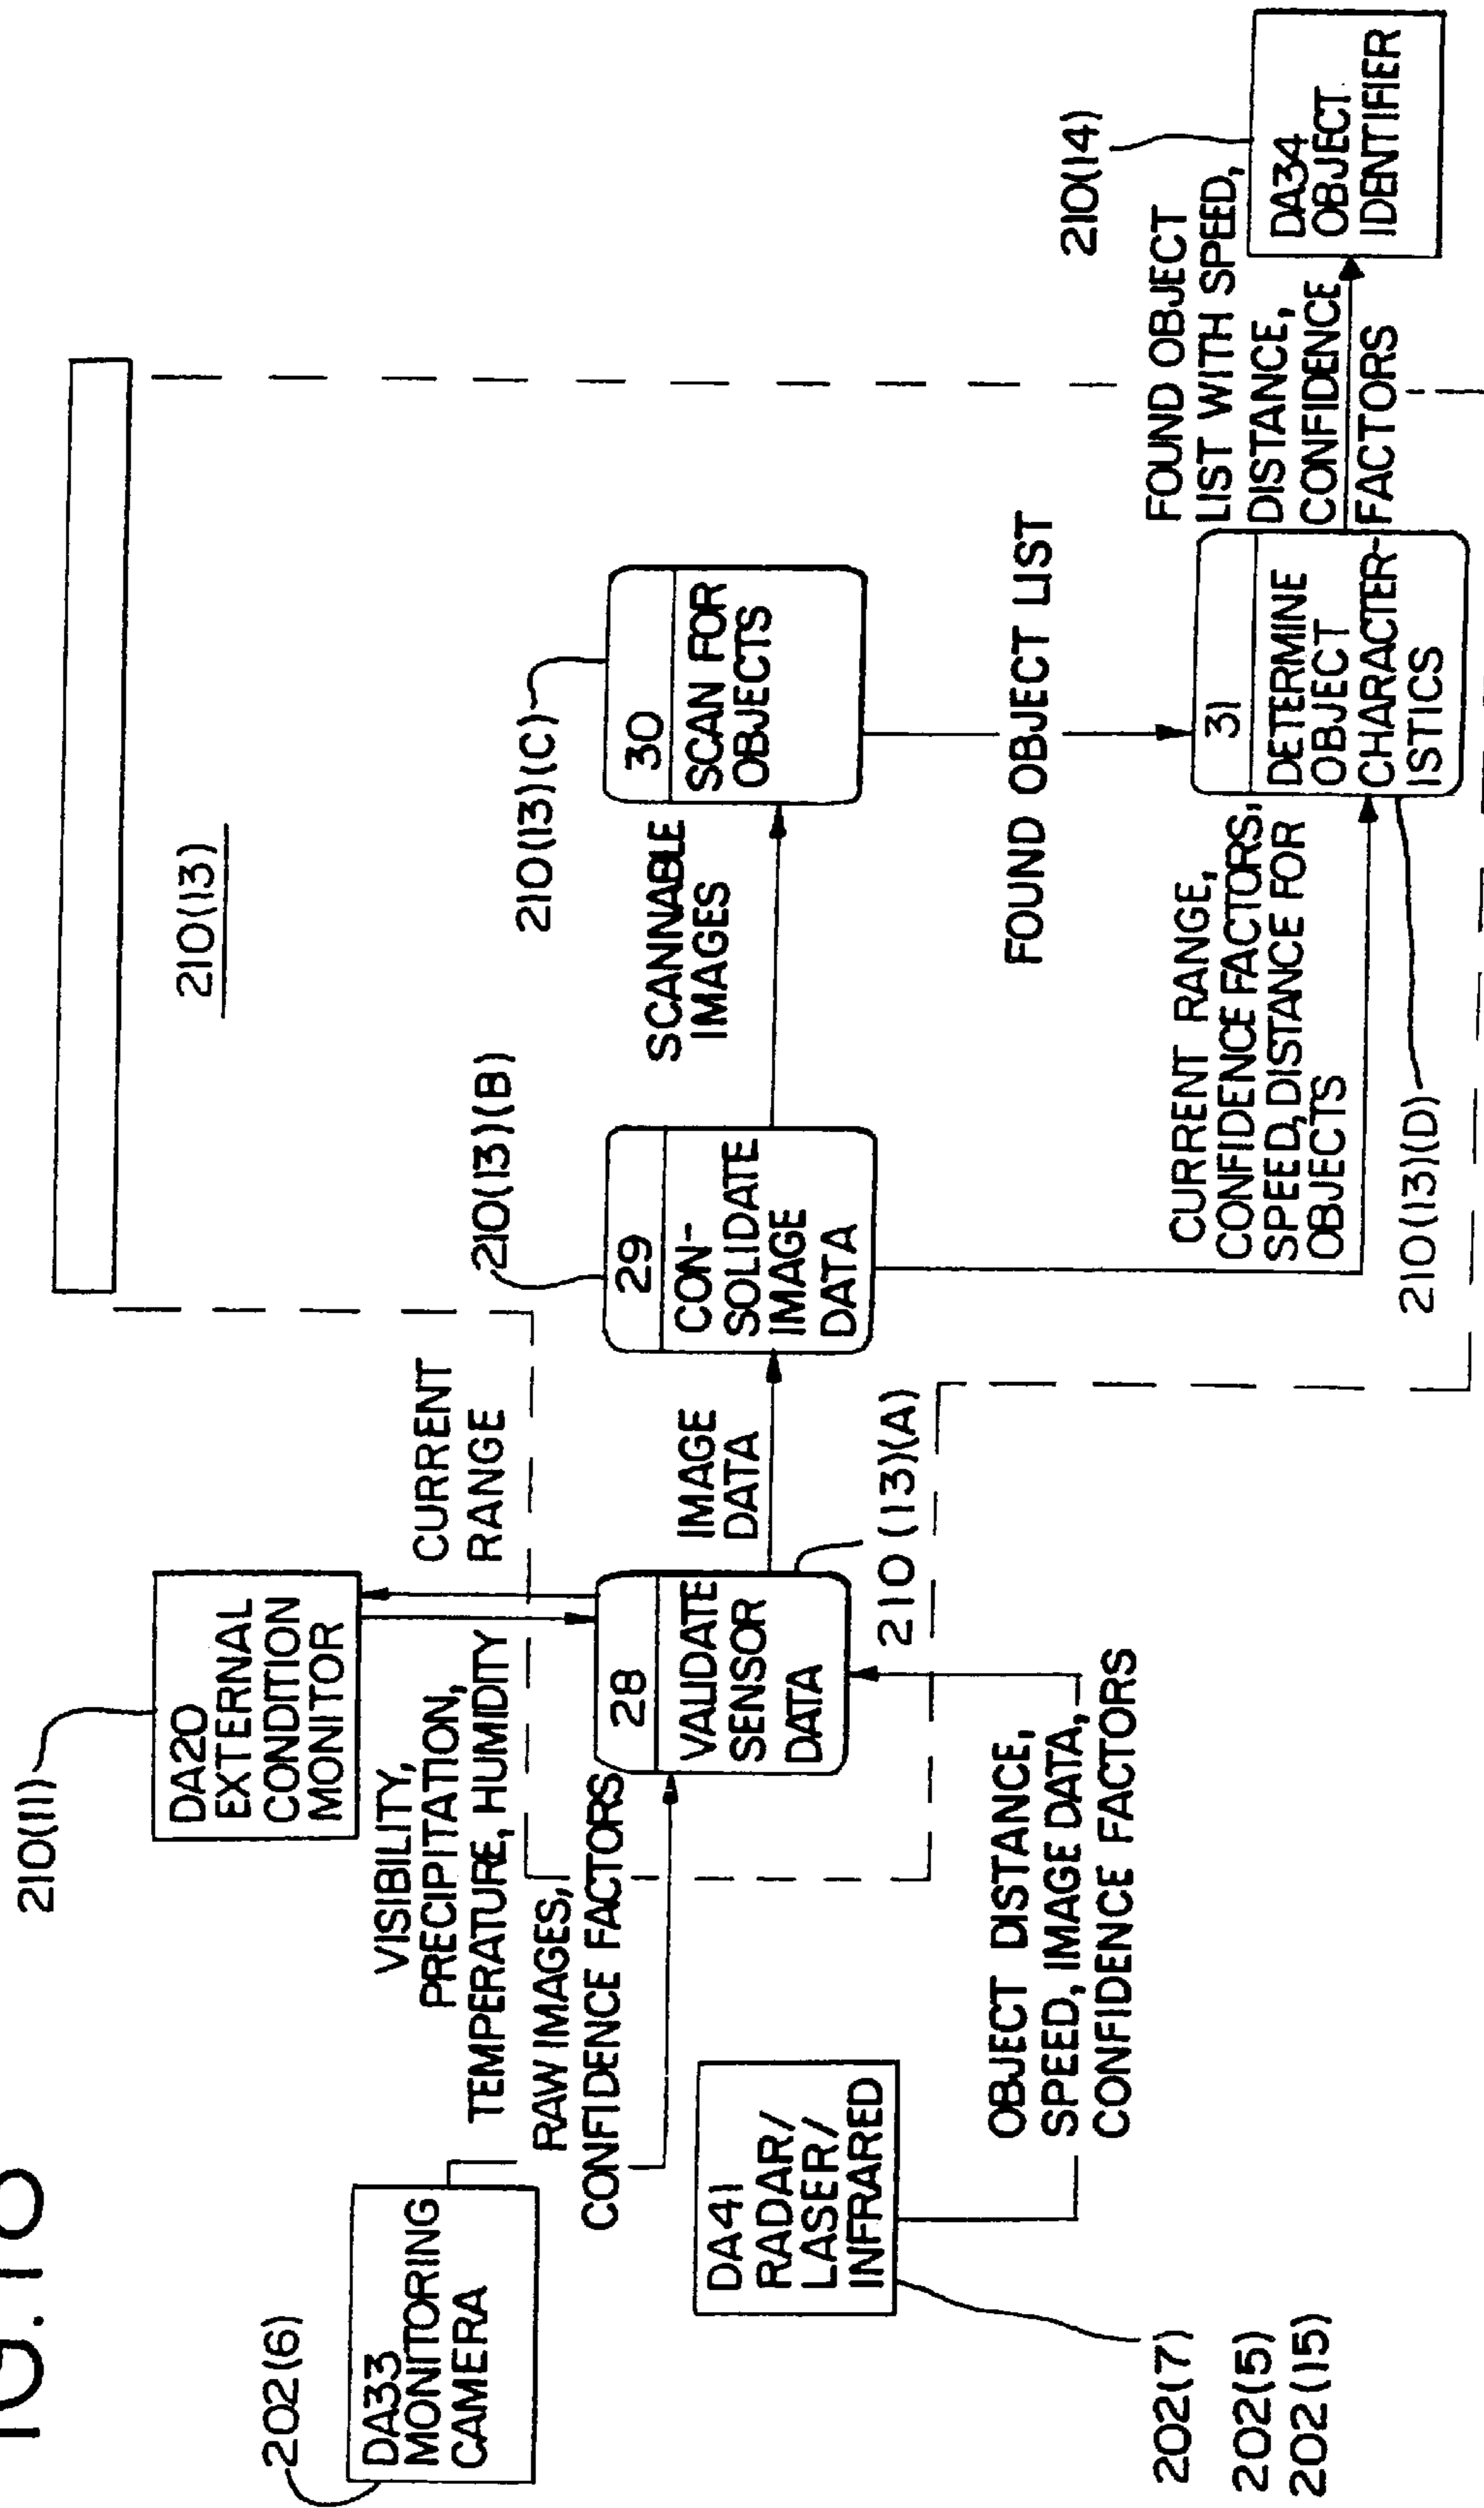 210(11)
DA20
EXTERNAL
CONDITION
MONITOR
202(6)
DA33
MONITORING
CAMERA
VISIBILITY,
PRECIPITATION,
TEMPERATURE, HUMIDITY
CURRENT
RANGE
RAW IMAGES,
CONFIDENCE FACTORS
210(13)
28
VALIDATE
SENSOR
DATA
210(13)(A)
IMAGE
DATA
210(13)(B)
29
CON-
SOLIDATE
IMAGE
DATA
SCANNABLE
IMAGES
210(13)(C)
30
SCAN FOR
OBJECTS
DA41
RADAR/
LASER/
INFRARED
202(7)
202(5)
202(15)
OBJECT DISTANCE,
SPEED, IMAGE DATA,
CONFIDENCE FACTORS
FOUND OBJECT LIST
CURRENT RANGE,
CONFIDENCE FACTORS,
SPEED, DISTANCE FOR
OBJECTS
210(13)(D)
31
DETERMINE
OBJECT
CHARACTER
ISTICS
FOUND OBJECT
LIST WITH SPEED,
DISTANCE,
CONFIDENCE
FACTORS
210(14)
DA34
OBJECT
IDENTIFIER